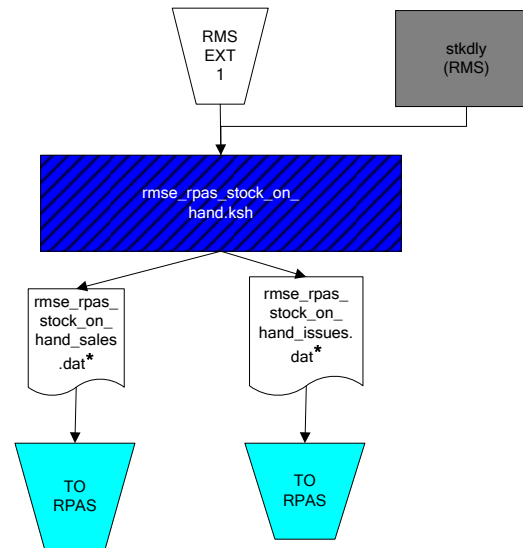 RMS
EXT
1
stkdly
(RMS)
rmse_rpas_stock_on_
hand.ksh
rmse_rpas_
stock_on_
hand_sales
.dat*
rmse_rpas_
stock_on_
hand_issues.
dat*
TO
RPAS
TO
RPAS